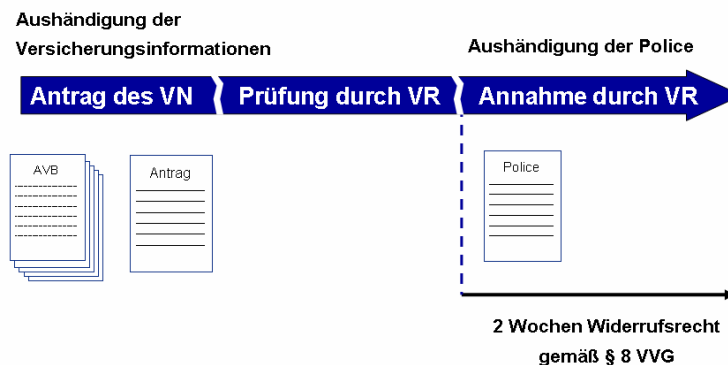 Aushändigung der
Versicherungsinformationen
Aushändigung der Police
Antrag des VN
Prüfung durch VR
Annahme durch VR
AVB
Antrag
Police
2 Wochen Widerrufsrecht
gemäß § 8 VVG